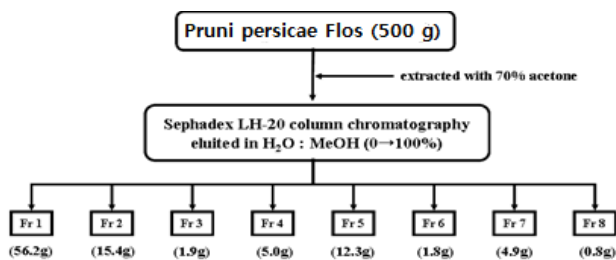 Pruni persicae Flos (500 g)
extracted with 70% acetone
Sephadex LH-20 column chromatography
eluited in H₂O : MeOH (0→100%)
Fr 1 Fr 2 Fr 3 Fr 4 Fr 5 Fr 6 Fr 7 Fr 8
(56.2g) (15.4g) (1.9g) (5.0g) (12.3g) (1.8g) (4.9g) (0.8g)